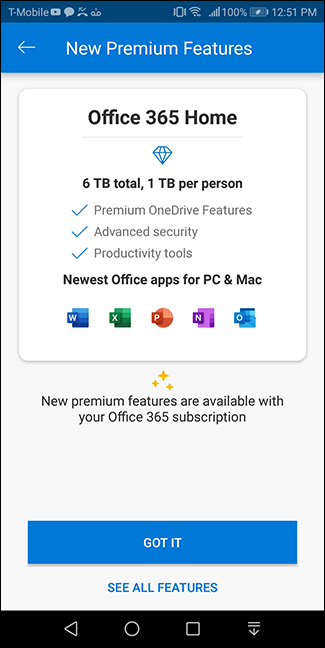 T-Mobile 100% 12:51 PM
New Premium Features
Office 365 Home
6 TB total, 1 TB per person
Premium OneDrive Features
Advanced security
Productivity tools
Newest Office apps for PC & Mac
W X P N O
New premium features are available with
your Office 365 subscription
GOT IT
SEE ALL FEATURES